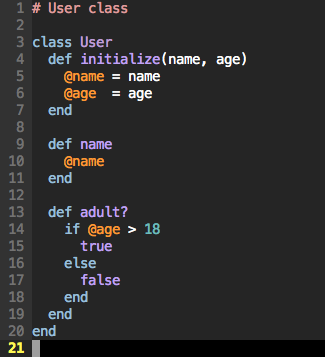 1 # User class
2
3 class User
4   def initialize(name, age)
5     @name = name
6     @age  = age
7   end
8
9   def name
10     @name
11   end
12
13   def adult?
14     if @age > 18
15       true
16     else
17       false
18     end
19   end
20 end
21